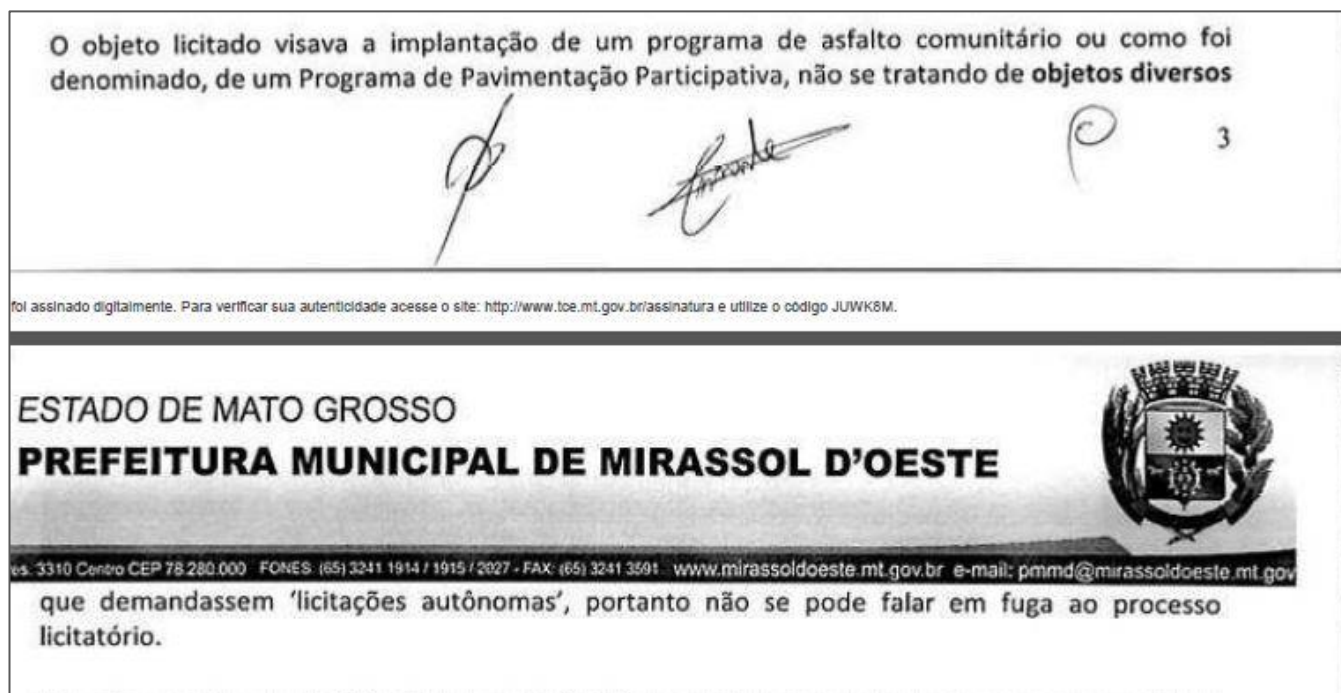 O objeto licitado visava a implantação de um programa de asfalto comunitário ou como foi
denominado, de um Programa de Pavimentação Participativa, não se tratando de objetos diversos
3
foi assinado digitalmente. Para verificar sua autenticidade acesse o site: http://www.tce.mt.gov.br/assinatura e utilize o código JUWK8M.
ESTADO DE MATO GROSSO
PREFEITURA MUNICIPAL DE MIRASSOL D'OESTE
3310 Centro CEP 78.280.000 FONES (65) 3241 1914 / 1915 / 2027 - FAX: (65) 3241 3591 www.mirassoldoeste.mt.gov.br e-mail: pmmd@mirassoldoeste.mt.gov
que demandassem 'licitações autônomas', portanto não se pode falar em fuga ao processo
licitatório.